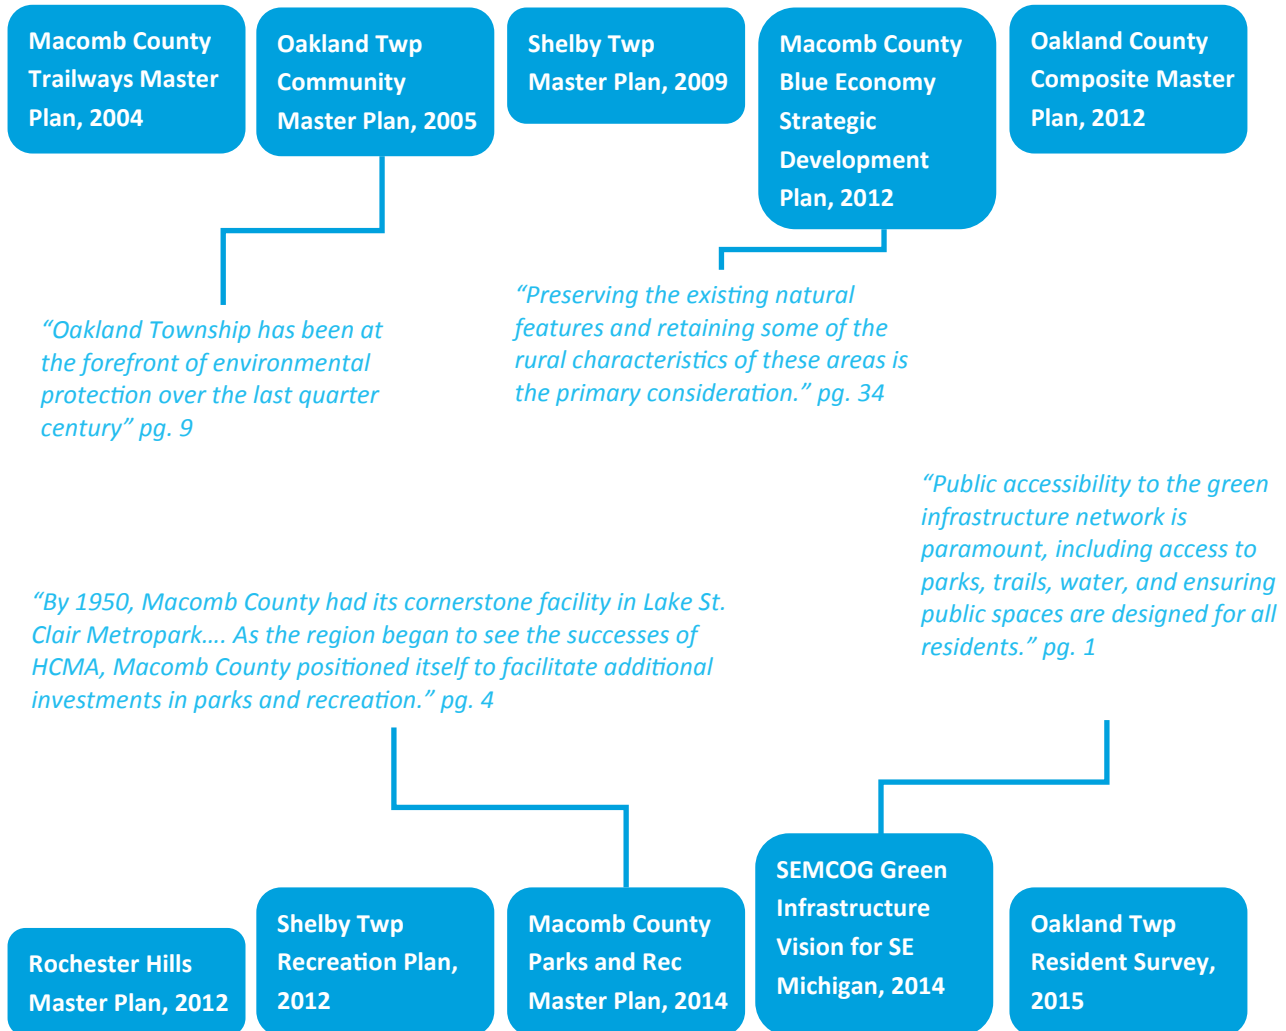 Macomb County
Trailways Master
Plan, 2004
Oakland Twp
Community
Master Plan, 2005
Shelby Twp
Master Plan, 2009
Macomb County
Blue Economy
Strategic
Development
Plan, 2012
Oakland County
Composite Master
Plan, 2012
“Oakland Township has been at
the forefront of environmental
protection over the last quarter
century” pg. 9
“Preserving the existing natural
features and retaining some of the
rural characteristics of these areas is
the primary consideration.” pg. 34
“Public accessibility to the green
infrastructure network is
paramount, including access to
parks, trails, water, and ensuring
public spaces are designed for all
residents.” pg. 1
“By 1950, Macomb County had its cornerstone facility in Lake St.
Clair Metropark…. As the region began to see the successes of
HCMA, Macomb County positioned itself to facilitate additional
investments in parks and recreation.” pg. 4
Rochester Hills
Master Plan, 2012
Shelby Twp
Recreation Plan,
2012
Macomb County
Parks and Rec
Master Plan, 2014
SEMCOG Green
Infrastructure
Vision for SE
Michigan, 2014
Oakland Twp
Resident Survey,
2015